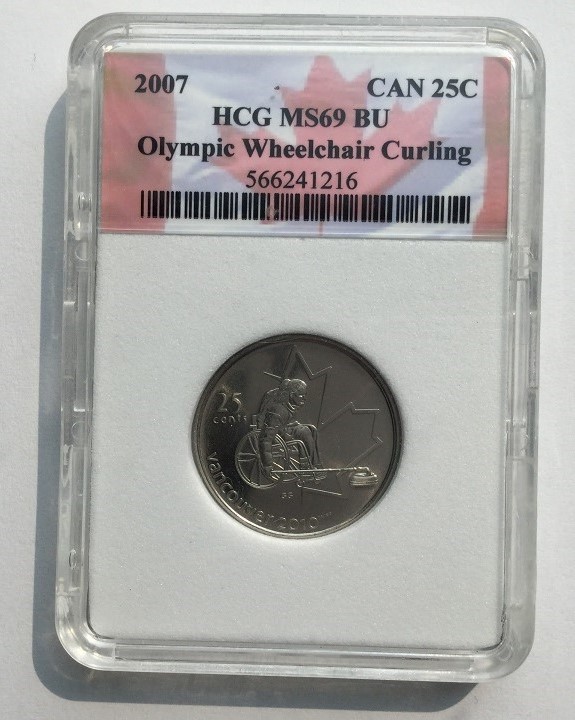 2007 CAN 25C
HCG MS69 BU
Olympic Wheelchair Curling
566241216
25
cents
vancouver 2010